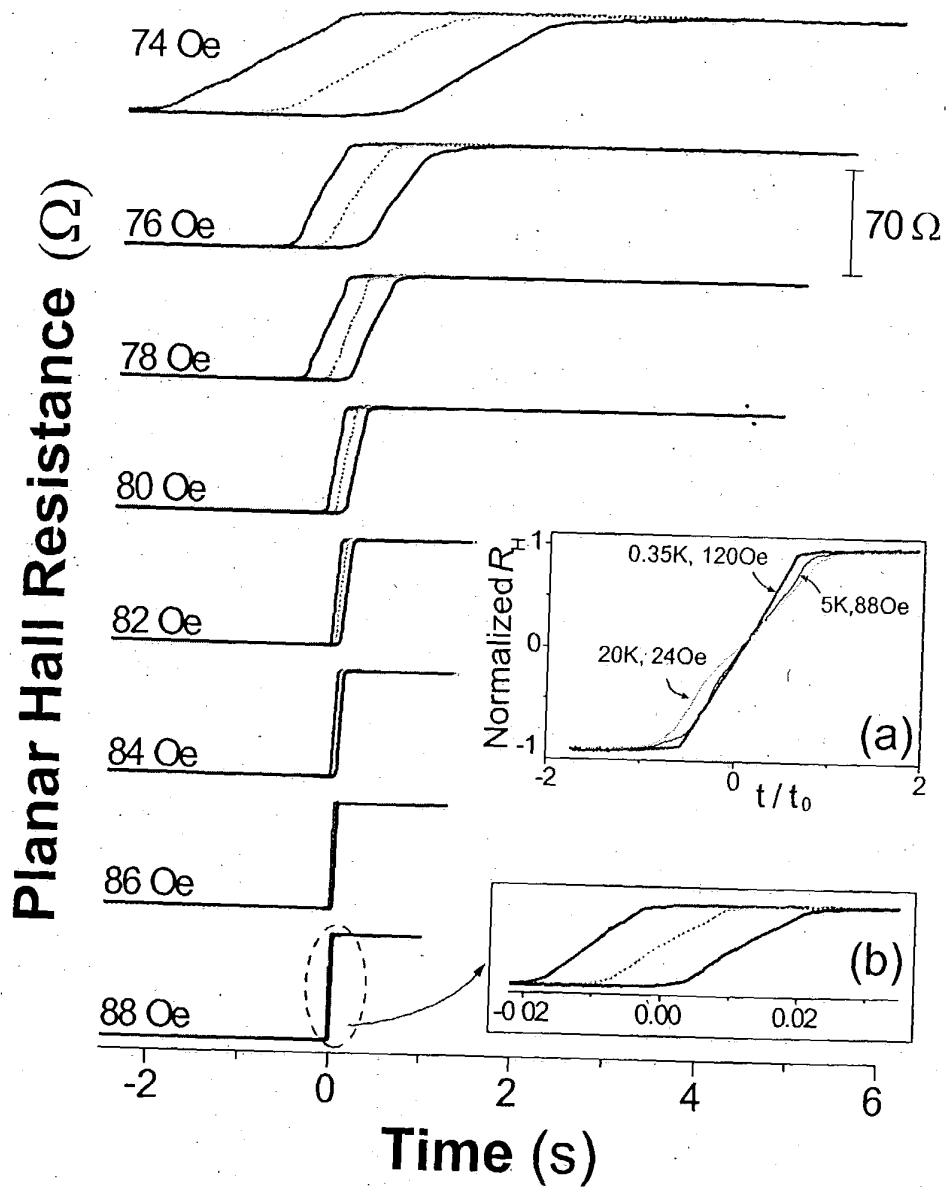 Planar Hall Resistance (Ω)
74 Oe
76 Oe
70 Ω
78 Oe
80 Oe
82 Oe
84 Oe
86 Oe
88 Oe
Normalized R_H
1
0
-1
0.35K, 120Oe
5K,88Oe
20K, 24Oe
(a)
-2 0 2
t / t₀
(b)
-0.02 0.00 0.02
-2 0 2 4 6
Time (s)